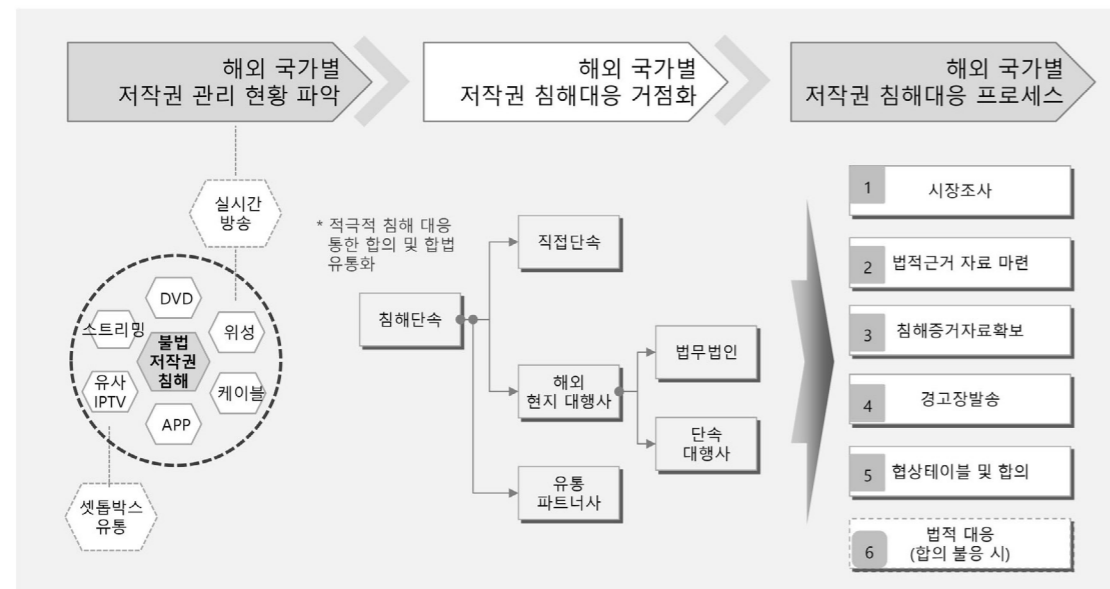 해외 국가별
저작권 관리 현황 파악
해외 국가별
저작권 침해대응 거점화
해외 국가별
저작권 침해대응 프로세스
실시간
방송
DVD
스트리밍
위성
불법
저작권
침해
유사
IPTV
케이블
APP
셋톱박스
유통
* 적극적 침해 대응
통한 합의 및 합법
유통화
침해단속
직접단속
해외
현지 대행사
유통
파트너사
법무법인
단속
대행사
1 시장조사
2 법적근거 자료 마련
3 침해증거자료확보
4 경고장발송
5 협상테이블 및 합의
6 법적 대응
(합의 불응 시)